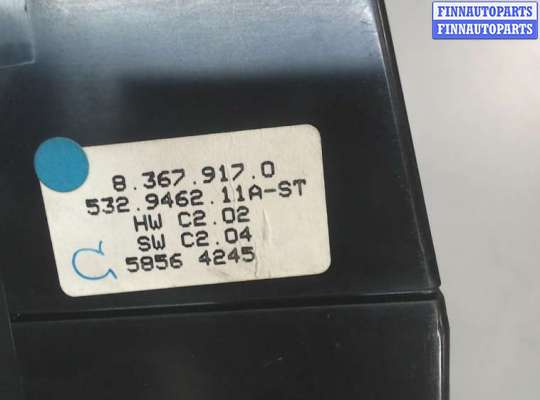 FINNAUTOPARTS
FINNAUTOPARTS
8.367.917.0
532.9462.11A-ST
HW C2.02
SW C2.04
C 5856 4245